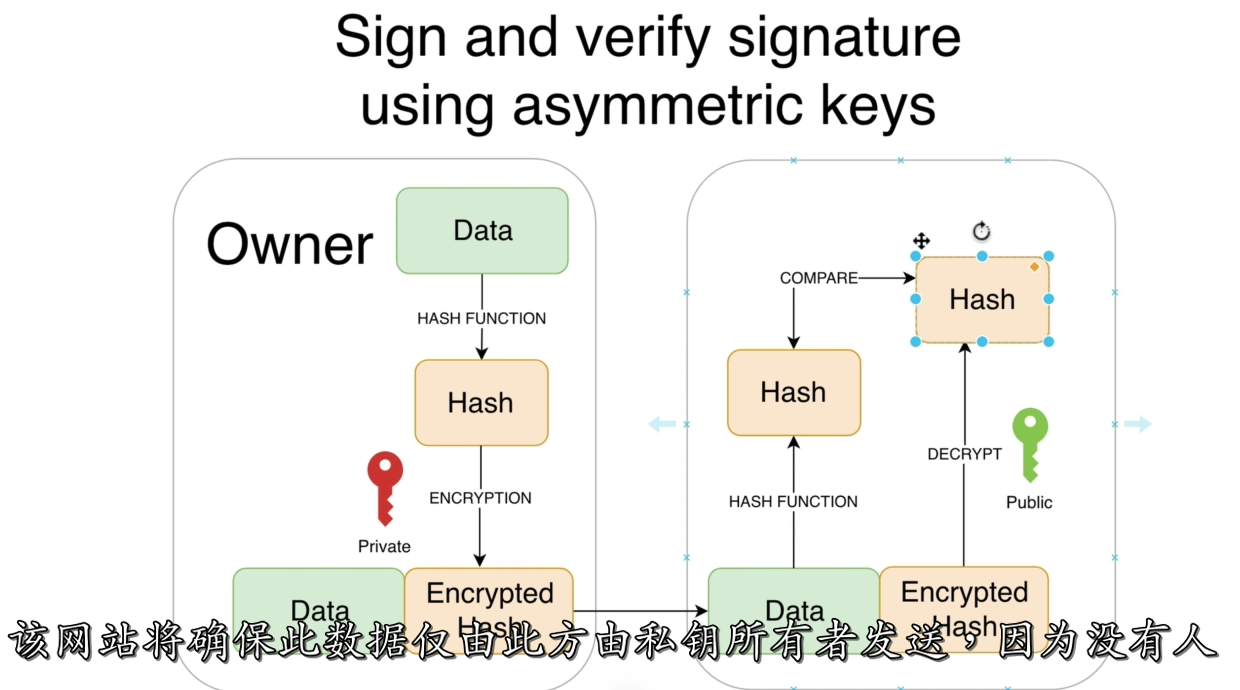 Sign and verify signature
using asymmetric keys
Owner
Data
HASH FUNCTION
Hash
ENCRYPTION
Private
Data
Encrypted
Hash
COMPARE
Hash
Hash
DECRYPT
HASH FUNCTION
Public
Data
Encrypted
Hash
该网站将确保此数据仅由此方由私钥所有者发送，因为没有人